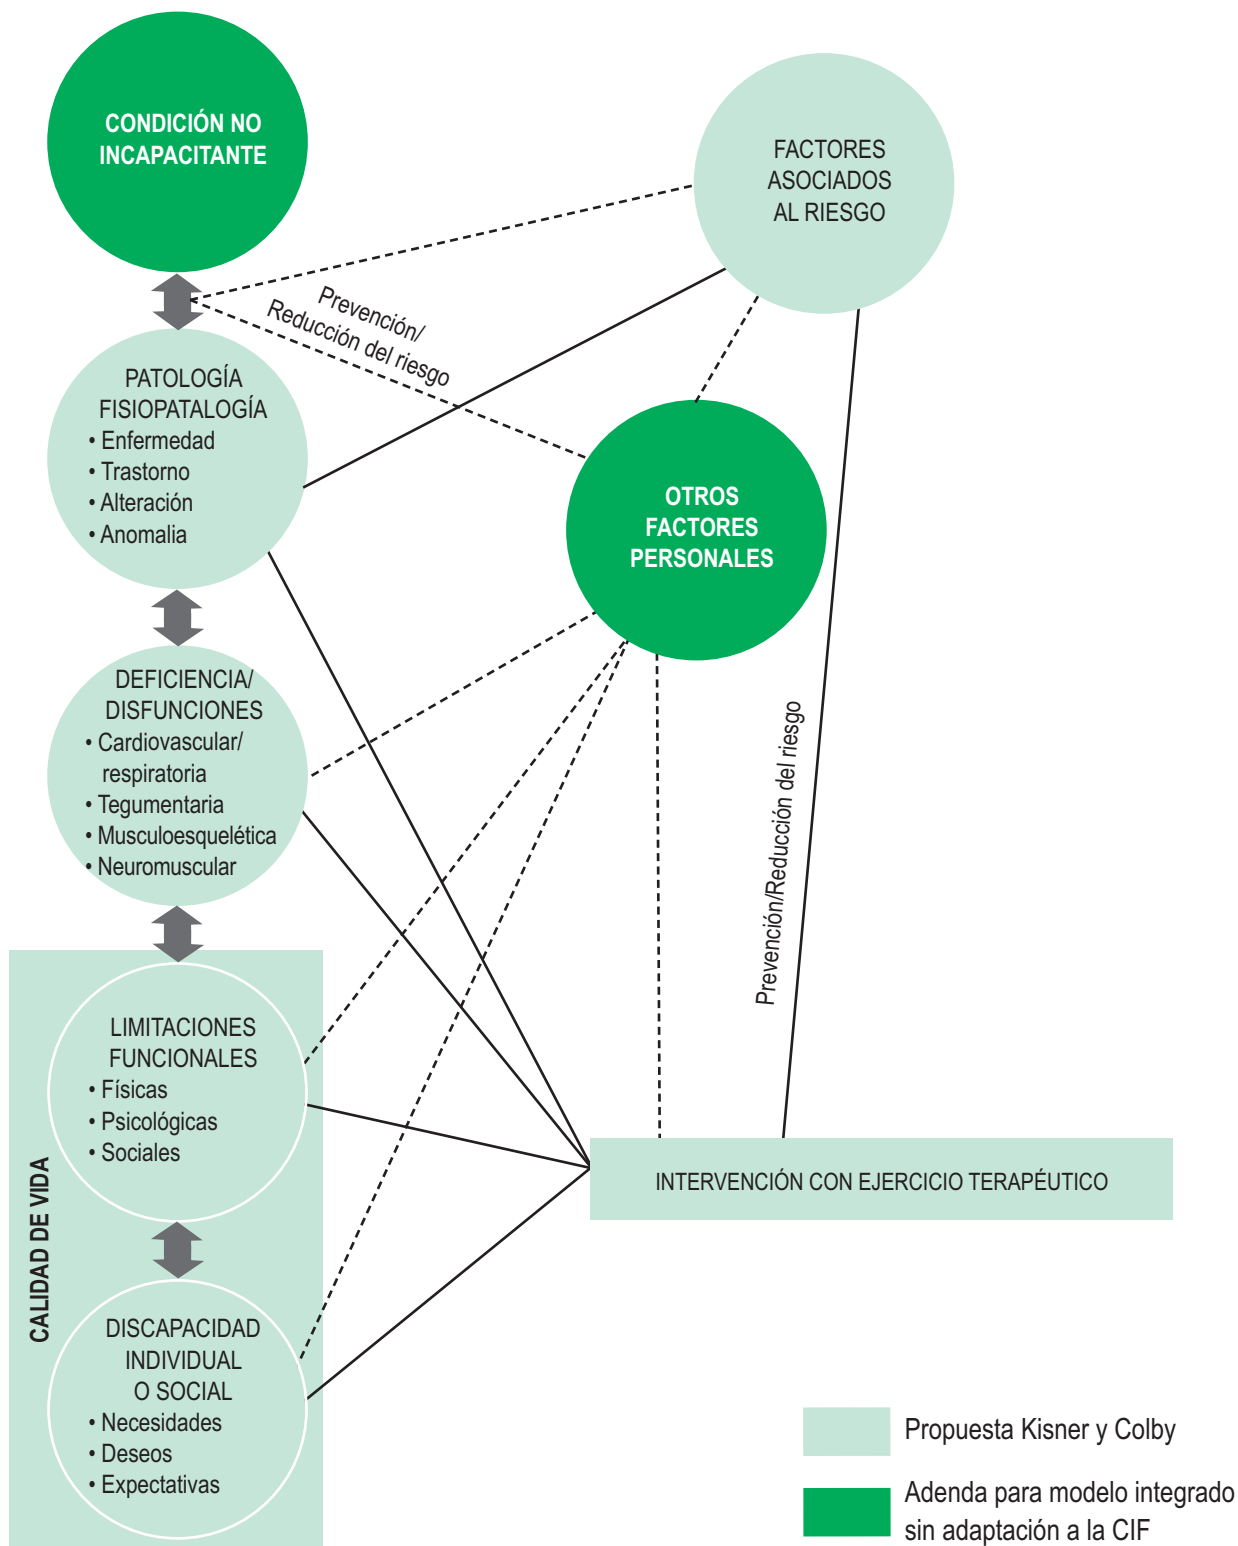 CONDICIÓN NO
INCAPACITANTE
FACTORES
ASOCIADOS
AL RIESGO
Prevención/
Reducción del riesgo
PATOLOGÍA
FISIOPATALOGÍA
• Enfermedad
• Trastorno
• Alteración
• Anomalia
OTROS
FACTORES
PERSONALES
DEFICIENCIA/
DISFUNCIONES
• Cardiovascular/
respiratoria
• Tegumentaria
• Musculoesquelética
• Neuromuscular
Prevención/Reducción del riesgo
LIMITACIONES
FUNCIONALES
• Físicas
• Psicológicas
• Sociales
INTERVENCIÓN CON EJERCICIO TERAPÉUTICO
CALIDAD DE VIDA
DISCAPACIDAD
INDIVIDUAL
O SOCIAL
• Necesidades
• Deseos
• Expectativas
Propuesta Kisner y Colby
Adenda para modelo integrado
sin adaptación a la CIF